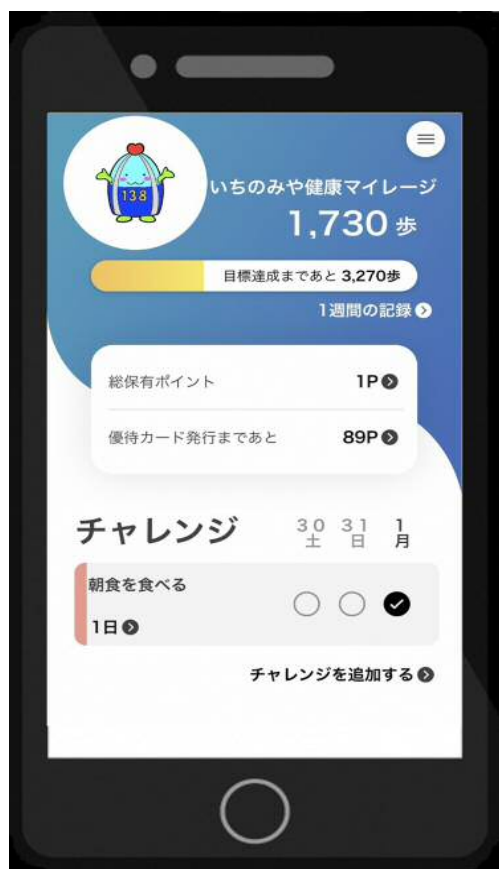 138
いちのみや健康マイレージ
1,730 歩
目標達成まであと 3,270歩
1週間の記録
総保有ポイント 1P
優待カード発行まであと 89P
チャレンジ 30 31 1
土 日 月
朝食を食べる
1日
チャレンジを追加する